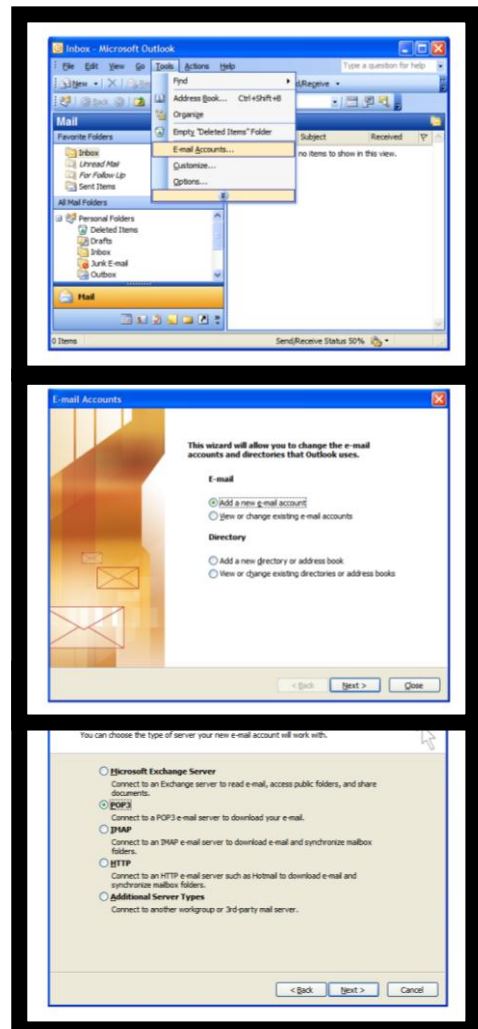 Inbox - Microsoft Outlook
File Edit View Go Tools Actions Help Type a question for help
New
Find
Address Book... Ctrl+Shift+B
Organize
Empty "Deleted Items" Folder
E-mail Accounts...
Customize...
Options...
Back
Mail
Favorite Folders
Inbox
Unread Mail
For Follow Up
Sent Items
Subject Received
no items to show in this view.
All Mail Folders
Personal Folders
Deleted Items
Drafts
Inbox
Junk E-mail
Outbox
Mail
0 Items Send/Receive Status 50%
E-mail Accounts
This wizard will allow you to change the e-mail
accounts and directories that Outlook uses.
E-mail
Add a new e-mail account
View or change existing e-mail accounts
Directory
Add a new directory or address book
View or change existing directories or address books
< Back Next > Close
You can choose the type of server your new e-mail account will work with.
Microsoft Exchange Server
Connect to an Exchange server to read e-mail, access public folders, and share
documents.
POP3
Connect to a POP3 e-mail server to download your e-mail.
IMAP
Connect to an IMAP e-mail server to download e-mail and synchronize mailbox
folders.
HTTP
Connect to an HTTP e-mail server such as Hotmail to download e-mail and
synchronize mailbox folders.
Additional Server Types
Connect to another workgroup or 3rd-party mail server.
< Back Next > Cancel